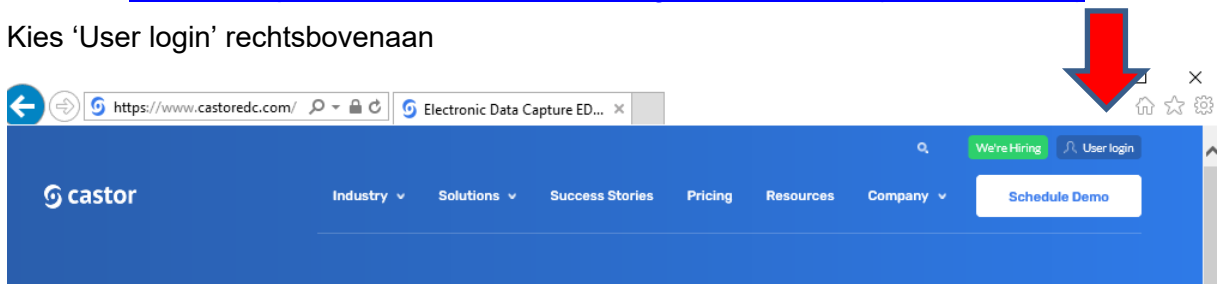 Kies ‘User login’ rechtsbovenaan
https://www.castoredc.com/
Electronic Data Capture ED...
We're Hiring
User login
castor
Industry
Solutions
Success Stories
Pricing
Resources
Company
Schedule Demo